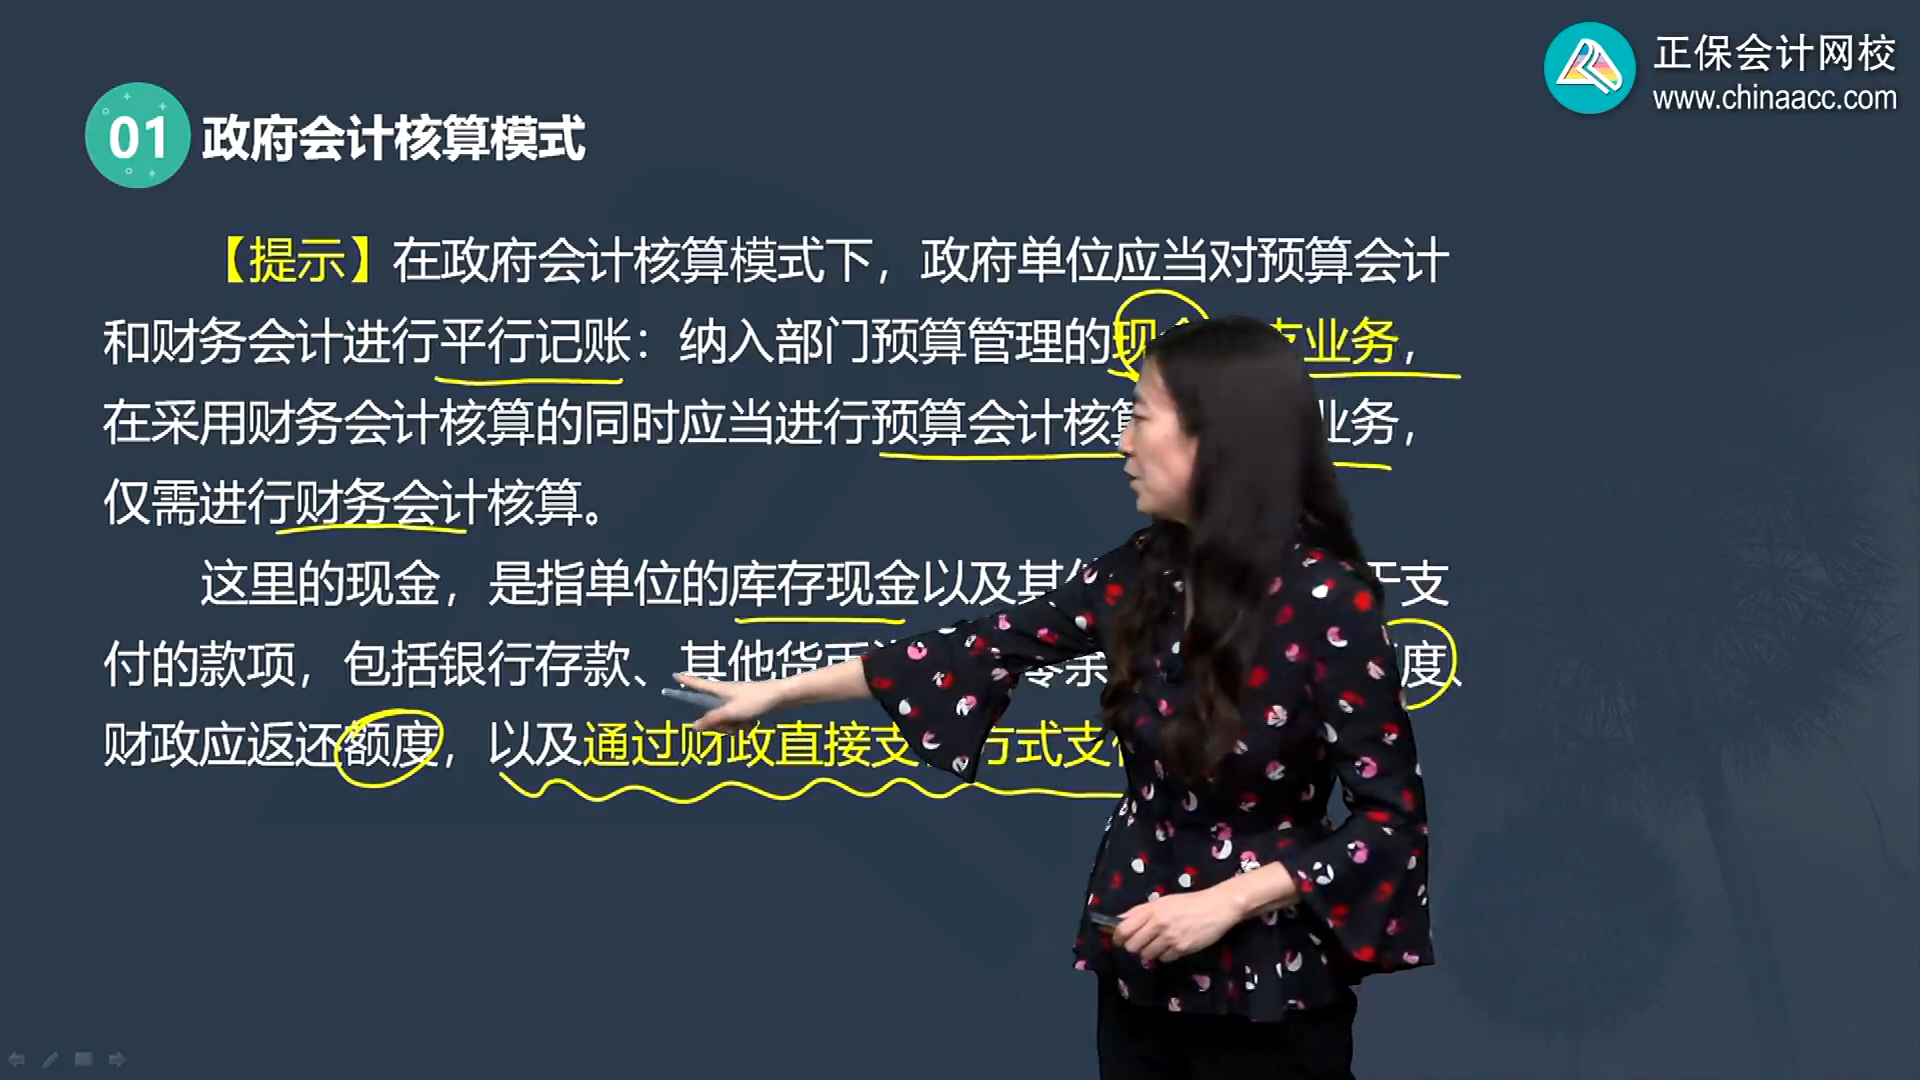 正保会计网校
www.chinaacc.com
01 政府会计核算模式
【提示】在政府会计核算模式下，政府单位应当对预算会计
和财务会计进行平行记账：纳入部门预算管理的现 业务，
在采用财务会计核算的同时应当进行预算会计核 业务，
仅需进行财务会计核算。
这里的现金，是指单位的库存现金以及其 于支
付的款项，包括银行存款、其他货币 零余 度、
财政应返还额度，以及通过财政直接支 方式支